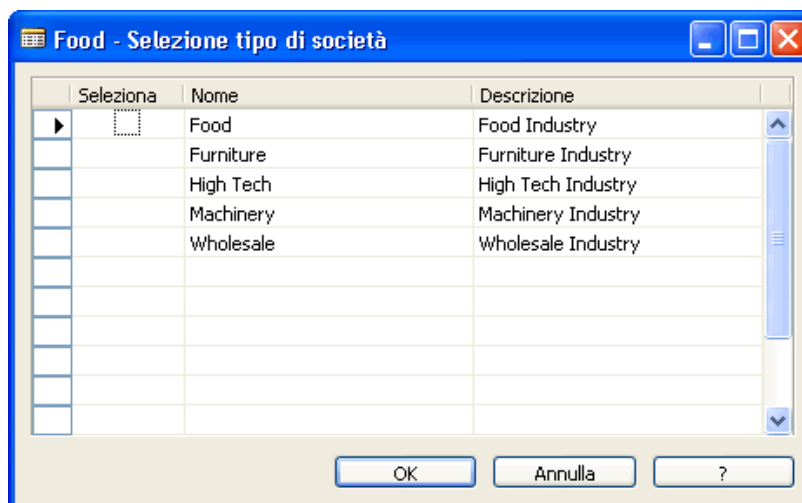 Food - Selezione tipo di società
Seleziona Nome Descrizione
Food Food Industry
Furniture Furniture Industry
High Tech High Tech Industry
Machinery Machinery Industry
Wholesale Wholesale Industry
OK Annulla ?